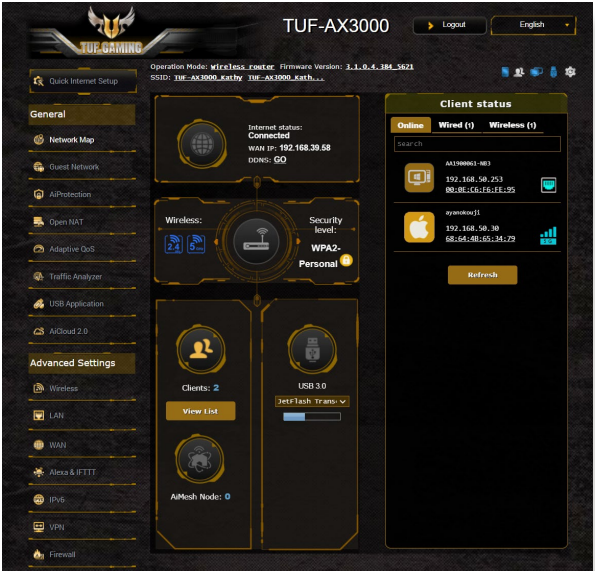 TUF GAMING
TUF-AX3000
Logout
English
Operation Mode: Wireless router Firmware Version: 3.1.0.4.384_5621
SSID: TUF-AX3000_Kathy TUF-AX3000_Kath...
Quick Internet Setup
General
Network Map
Guest Network
AiProtection
Open NAT
Adaptive QoS
Traffic Analyzer
USB Application
AiCloud 2.0
Advanced Settings
Wireless
LAN
WAN
Alexa & IFTTT
IPv6
VPN
Firewall
Internet status:
Connected
WAN IP: 192.168.39.58
DDNS: GO
Wireless:
2.4
5
Security
level:
WPA2-
Personal
Clients: 2
View List
AiMesh Node: 0
USB 3.0
JetFlash Trans
Client status
Online Wired (1) Wireless (1)
search
AA1900061-NB3
192.168.50.253
00:0E:C6:F6:FE:95
ayanokouji
192.168.50.30
68:64:4B:65:34:79
Refresh